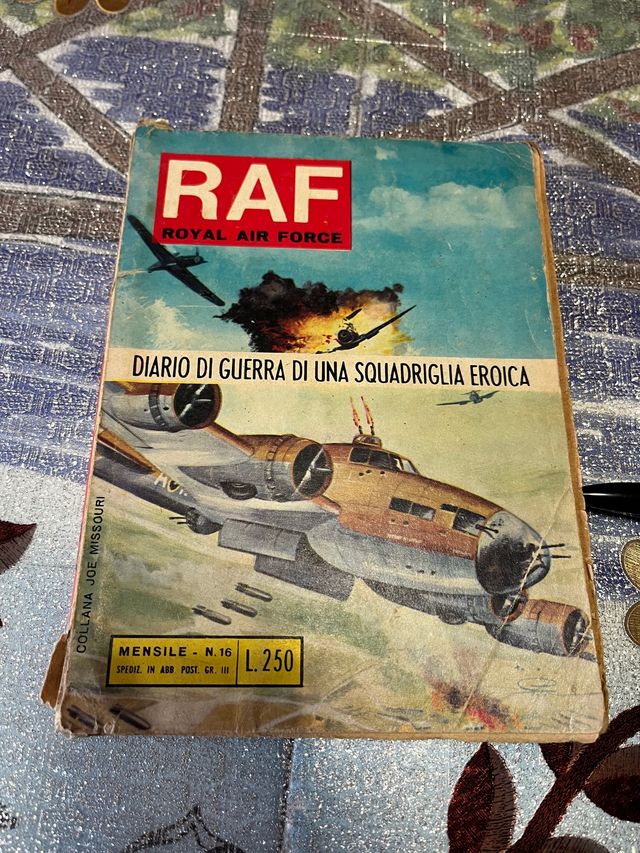 RAF
ROYAL AIR FORCE
DIARIO DI GUERRA DI UNA SQUADRIGLIA EROICA
COLLANA JOE MISSOURI
MENSILE - N. 16
SPEDIZ. IN ABB. POST. GR. III
L. 250